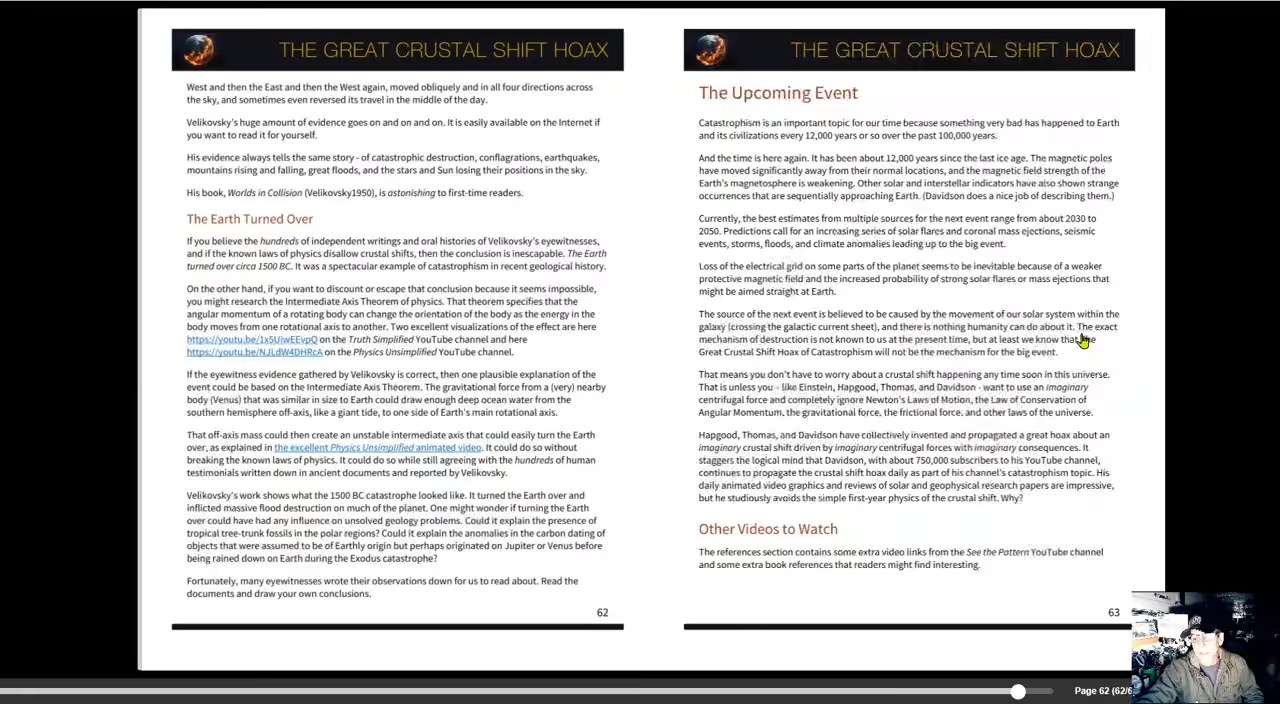 THE GREAT CRUSTAL SHIFT HOAX
West and then the East and then the West again, moved obliquely and in all four directions across
the sky, and sometimes even reversed its travel in the middle of the day.
Velikovsky's huge amount of evidence goes on and on and on. It is easily available on the Internet if
you want to read it for yourself.
His evidence always tells the same story - of catastrophic destruction, conflagrations, earthquakes,
mountains rising and falling, great floods, and the stars and Sun losing their positions in the sky.
His book, Worlds in Collision (Velikovsky1950), is astonishing to first-time readers.
The Earth Turned Over
If you believe the hundreds of independent writings and oral histories of Velikovsky's eyewitnesses,
and if the known laws of physics disallow crustal shifts, then the conclusion is inescapable. The Earth
turned over circa 1500 BC. It was a spectacular example of catastrophism in recent geological history.
On the other hand, if you want to discount or escape that conclusion because it seems impossible,
you might research the Intermediate Axis Theorem of physics. That theorem specifies that the
angular momentum of a rotating body can change the orientation of the body as the energy in the
body moves from one rotational axis to another. Two excellent visualizations of the effect are here
https://youtu.be/1x5UiwEEvpQ on the Truth Simplified YouTube channel and here
https://youtu.be/NJLdW4DHRcA on the Physics Unsimplified YouTube channel.
If the eyewitness evidence gathered by Velikovsky is correct, then one plausible explanation of the
event could be based on the Intermediate Axis Theorem. The gravitational force from a (very) nearby
body (Venus) that was similar in size to Earth could draw enough deep ocean water from the
southern hemisphere off-axis, like a giant tide, to one side of Earth's main rotational axis.
That off-axis mass could then create an unstable intermediate axis that could easily turn the Earth
over, as explained in the excellent Physics Unsimplified animated video. It could do so without
breaking the known laws of physics. It could do so while still agreeing with the hundreds of human
testimonials written down in ancient documents and reported by Velikovsky.
Velikovsky's work shows what the 1500 BC catastrophe looked like. It turned the Earth over and
inflicted massive flood destruction on much of the planet. One might wonder if turning the Earth
over could have had any influence on unsolved geology problems. Could it explain the presence of
tropical tree-trunk fossils in the polar regions? Could it explain the anomalies in the carbon dating of
objects that were assumed to be of Earthly origin but perhaps originated on Jupiter or Venus before
being rained down on Earth during the Exodus catastrophe?
Fortunately, many eyewitnesses wrote their observations down for us to read about. Read the
documents and draw your own conclusions.
62
THE GREAT CRUSTAL SHIFT HOAX
The Upcoming Event
Catastrophism is an important topic for our time because something very bad has happened to Earth
and its civilizations every 12,000 years or so over the past 100,000 years.
And the time is here again. It has been about 12,000 years since the last ice age. The magnetic poles
have moved significantly away from their normal locations, and the magnetic field strength of the
Earth's magnetosphere is weakening. Other solar and interstellar indicators have also shown strange
occurrences that are sequentially approaching Earth. (Davidson does a nice job of describing them.)
Currently, the best estimates from multiple sources for the next event range from about 2030 to
2050. Predictions call for an increasing series of solar flares and coronal mass ejections, seismic
events, storms, floods, and climate anomalies leading up to the big event.
Loss of the electrical grid on some parts of the planet seems to be inevitable because of a weaker
protective magnetic field and the increased probability of strong solar flares or mass ejections that
might be aimed straight at Earth.
The source of the next event is believed to be caused by the movement of our solar system within the
galaxy (crossing the galactic current sheet), and there is nothing humanity can do about it. The exact
mechanism of destruction is not known to us at the present time, but at least we know that the
Great Crustal Shift Hoax of Catastrophism will not be the mechanism for the big event.
That means you don't have to worry about a crustal shift happening any time soon in this universe.
That is unless you - like Einstein, Hapgood, Thomas, and Davidson - want to use an imaginary
centrifugal force and completely ignore Newton's Laws of Motion, the Law of Conservation of
Angular Momentum, the gravitational force, the frictional force, and other laws of the universe.
Hapgood, Thomas, and Davidson have collectively invented and propagated a great hoax about an
imaginary crustal shift driven by imaginary centrifugal forces with imaginary consequences. It
staggers the logical mind that Davidson, with about 750,000 subscribers to his YouTube channel,
continues to propagate the crustal shift hoax daily as part of his channel's catastrophism topic. His
daily animated video graphics and reviews of solar and geophysical research papers are impressive,
but he studiously avoids the simple first-year physics of the crustal shift. Why?
Other Videos to Watch
The references section contains some extra video links from the See the Pattern YouTube channel
and some extra book references that readers might find interesting.
63
Page 62 (62/6